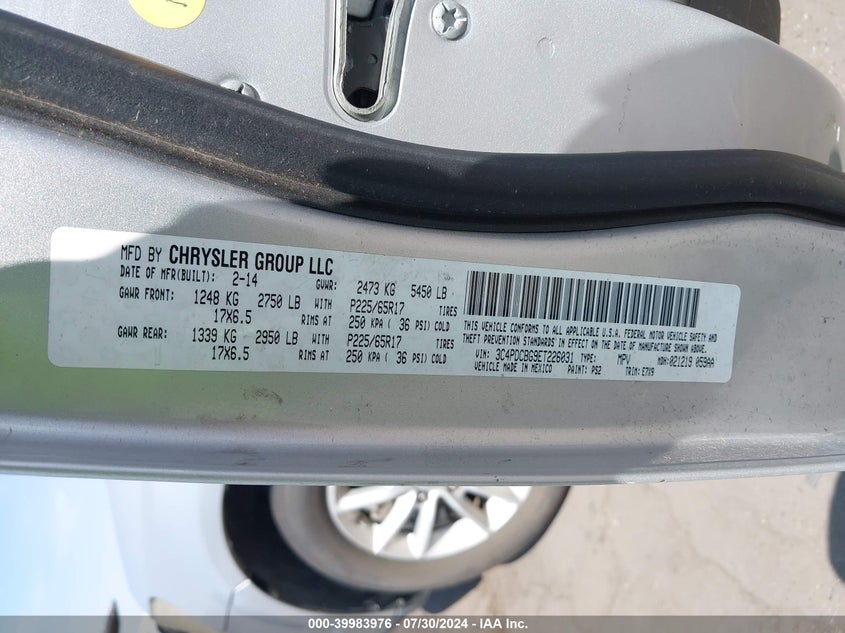 MFD BY CHRYSLER GROUP LLC
DATE OF MFR(BUILT): 2-14 GVWR: 2473 KG 5450 LB
GAWR FRONT: 1248 KG 2750 LB WITH P225/65R17 TIRES
17X6.5 RIMS AT 250 KPA ( 36 PSI) COLD
GAWR REAR: 1339 KG 2950 LB WITH P225/65R17 TIRES
17X6.5 RIMS AT 250 KPA ( 36 PSI) COLD
THIS VEHICLE CONFORMS TO ALL APPLICABLE U.S.A. FEDERAL MOTOR VEHICLE SAFETY AND
THEFT PREVENTION STANDARDS IN EFFECT ON THE DATE OF MANUFACTURE SHOWN ABOVE.
VIN: 3C4PDCBG9ET226031 TYPE: MPV MDH:021219 059AA
VEHICLE MADE IN MEXICO PAINT: PS2 TRIM: E7X9
000-39983976 - 07/30/2024 - IAA Inc.